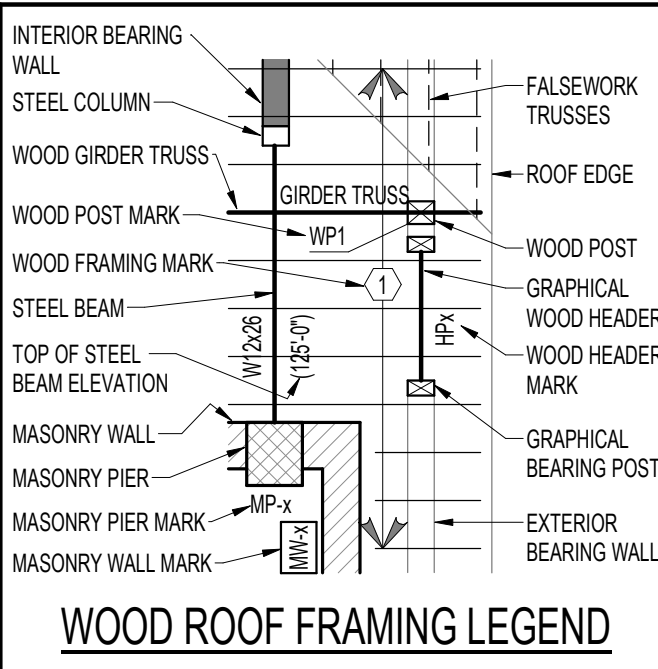 INTERIOR BEARING
WALL
STEEL COLUMN
WOOD GIRDER TRUSS
WOOD POST MARK
WOOD FRAMING MARK
STEEL BEAM
TOP OF STEEL
BEAM ELEVATION
MASONRY WALL
MASONRY PIER
MASONRY PIER MARK
MASONRY WALL MARK
GIRDER TRUSS
WP1
1
W12x26
(125'-0")
HPx
MP-x
MW-x
FALSEWORK
TRUSSES
ROOF EDGE
WOOD POST
GRAPHICAL
WOOD HEADER
WOOD HEADER
MARK
GRAPHICAL
BEARING POST
EXTERIOR
BEARING WALL
WOOD ROOF FRAMING LEGEND